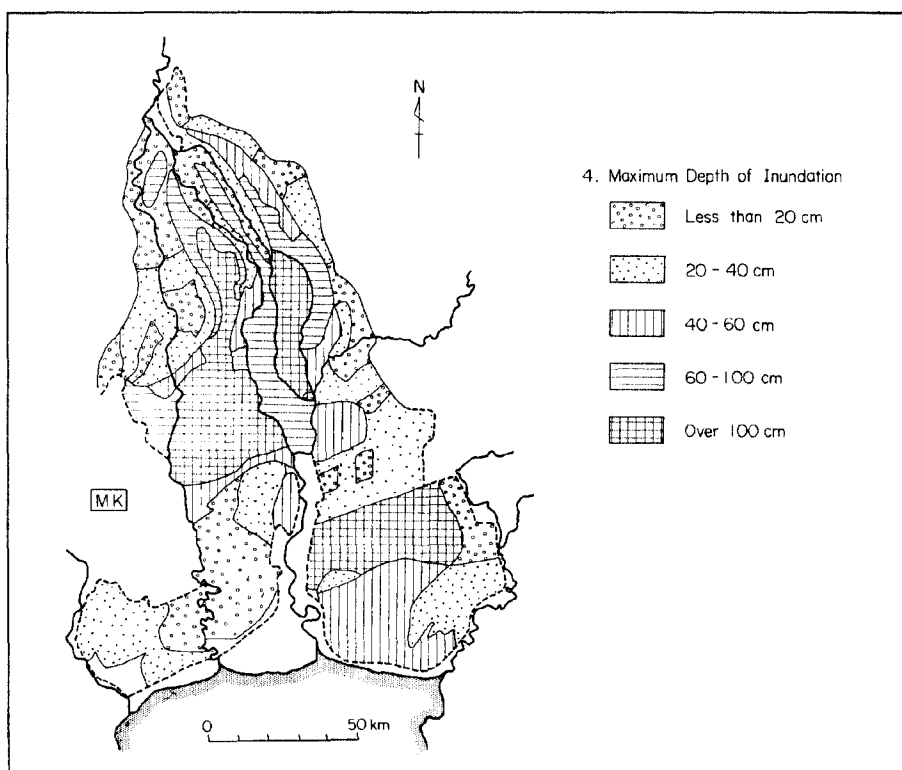 N
4. Maximum Depth of Inundation
Less than 20 cm
20 - 40 cm
40 - 60 cm
60 - 100 cm
Over 100 cm
MK
0 50 km